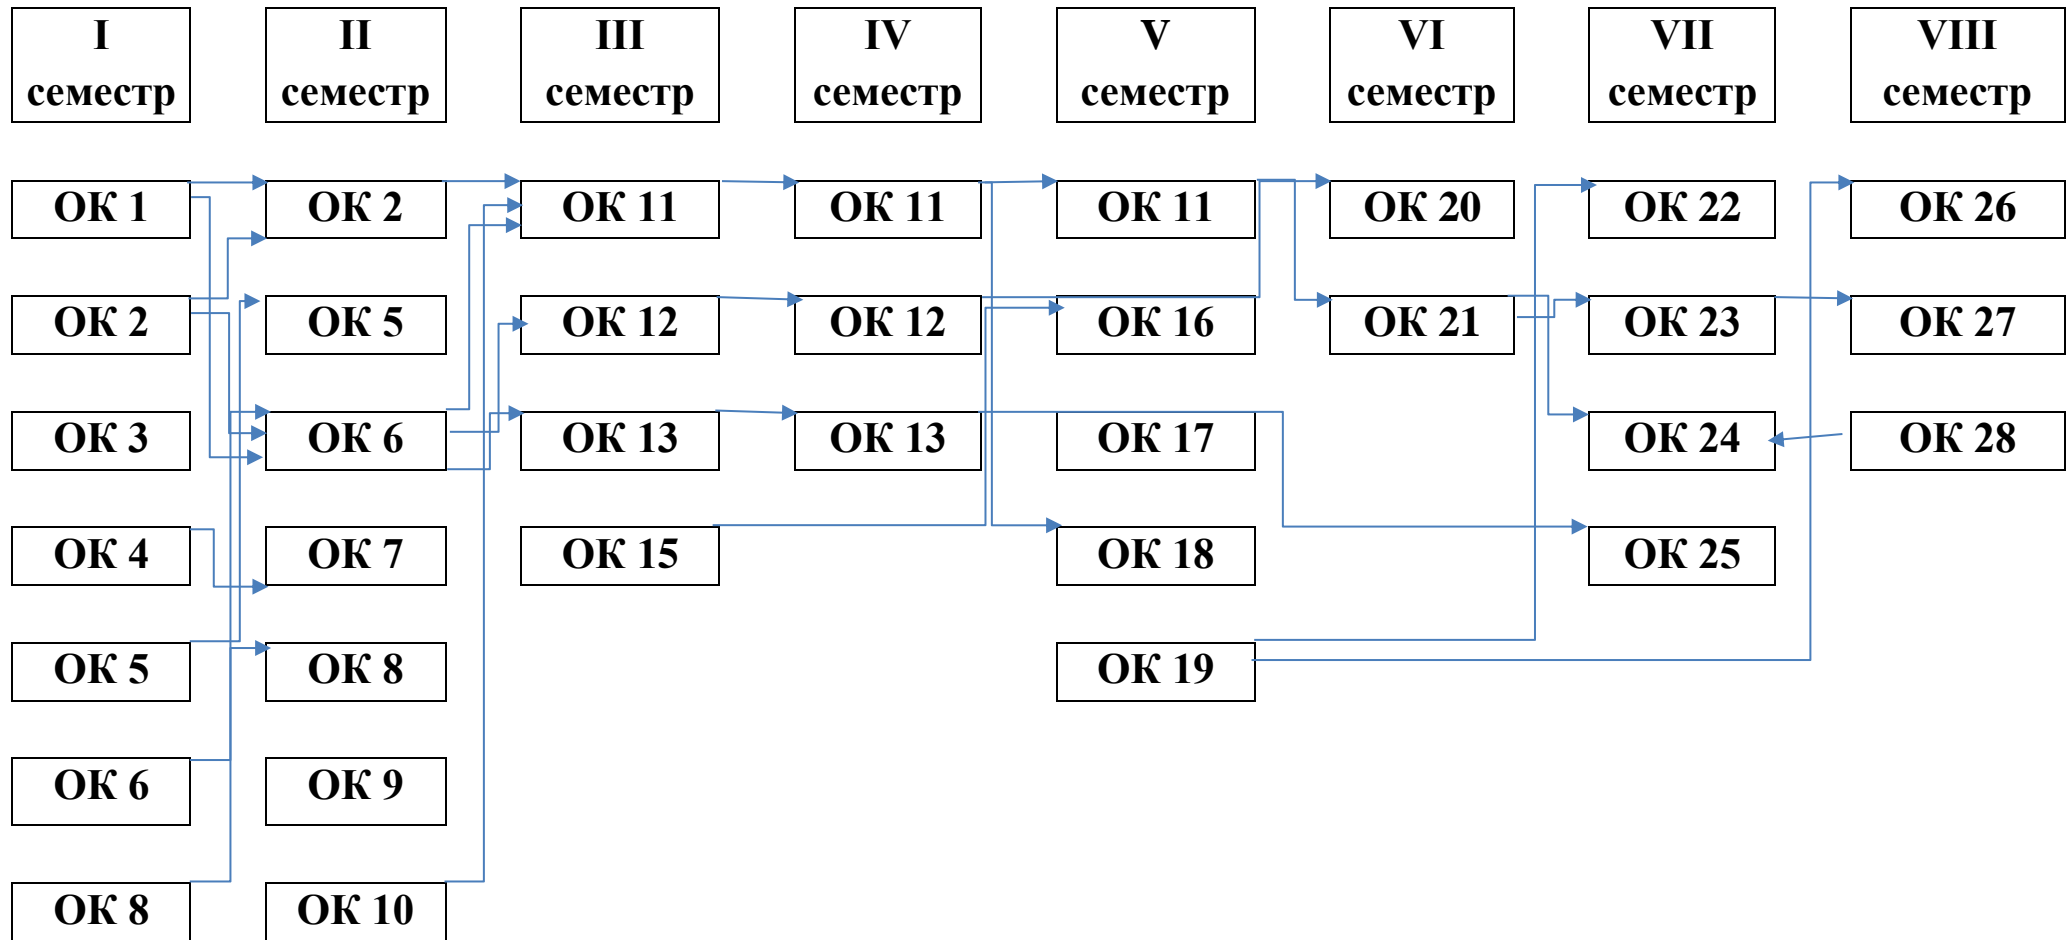 I
семестр
II
семестр
III
семестр
IV
семестр
V
семестр
VI
семестр
VII
семестр
VIII
семестр
ОК 1
ОК 2
ОК 11
ОК 11
ОК 11
ОК 20
ОК 22
ОК 26
ОК 2
ОК 5
ОК 12
ОК 12
ОК 16
ОК 21
ОК 23
ОК 27
ОК 3
ОК 6
ОК 13
ОК 13
ОК 17
ОК 24
ОК 28
ОК 4
ОК 7
ОК 15
ОК 18
ОК 25
ОК 5
ОК 8
ОК 19
ОК 6
ОК 9
ОК 8
ОК 10